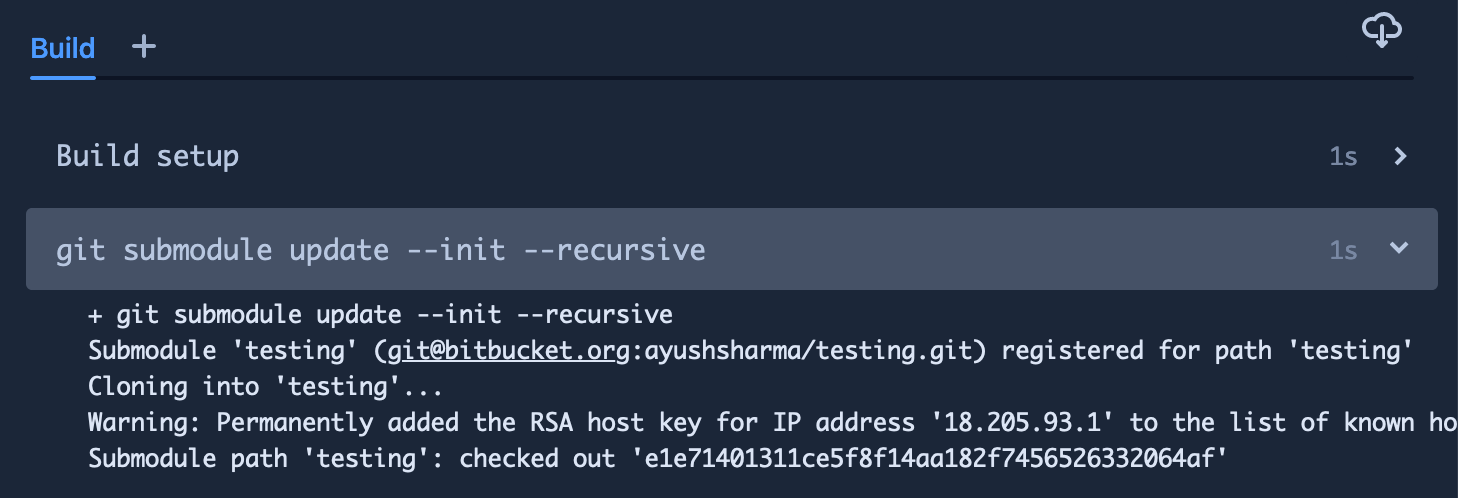 Build +
Build setup 1s
git submodule update --init --recursive 1s
+ git submodule update --init --recursive
Submodule 'testing' (git@bitbucket.org:ayushsharma/testing.git) registered for path 'testing'
Cloning into 'testing'...
Warning: Permanently added the RSA host key for IP address '18.205.93.1' to the list of known ho
Submodule path 'testing': checked out 'e1e71401311ce5f8f14aa182f7456526332064af'